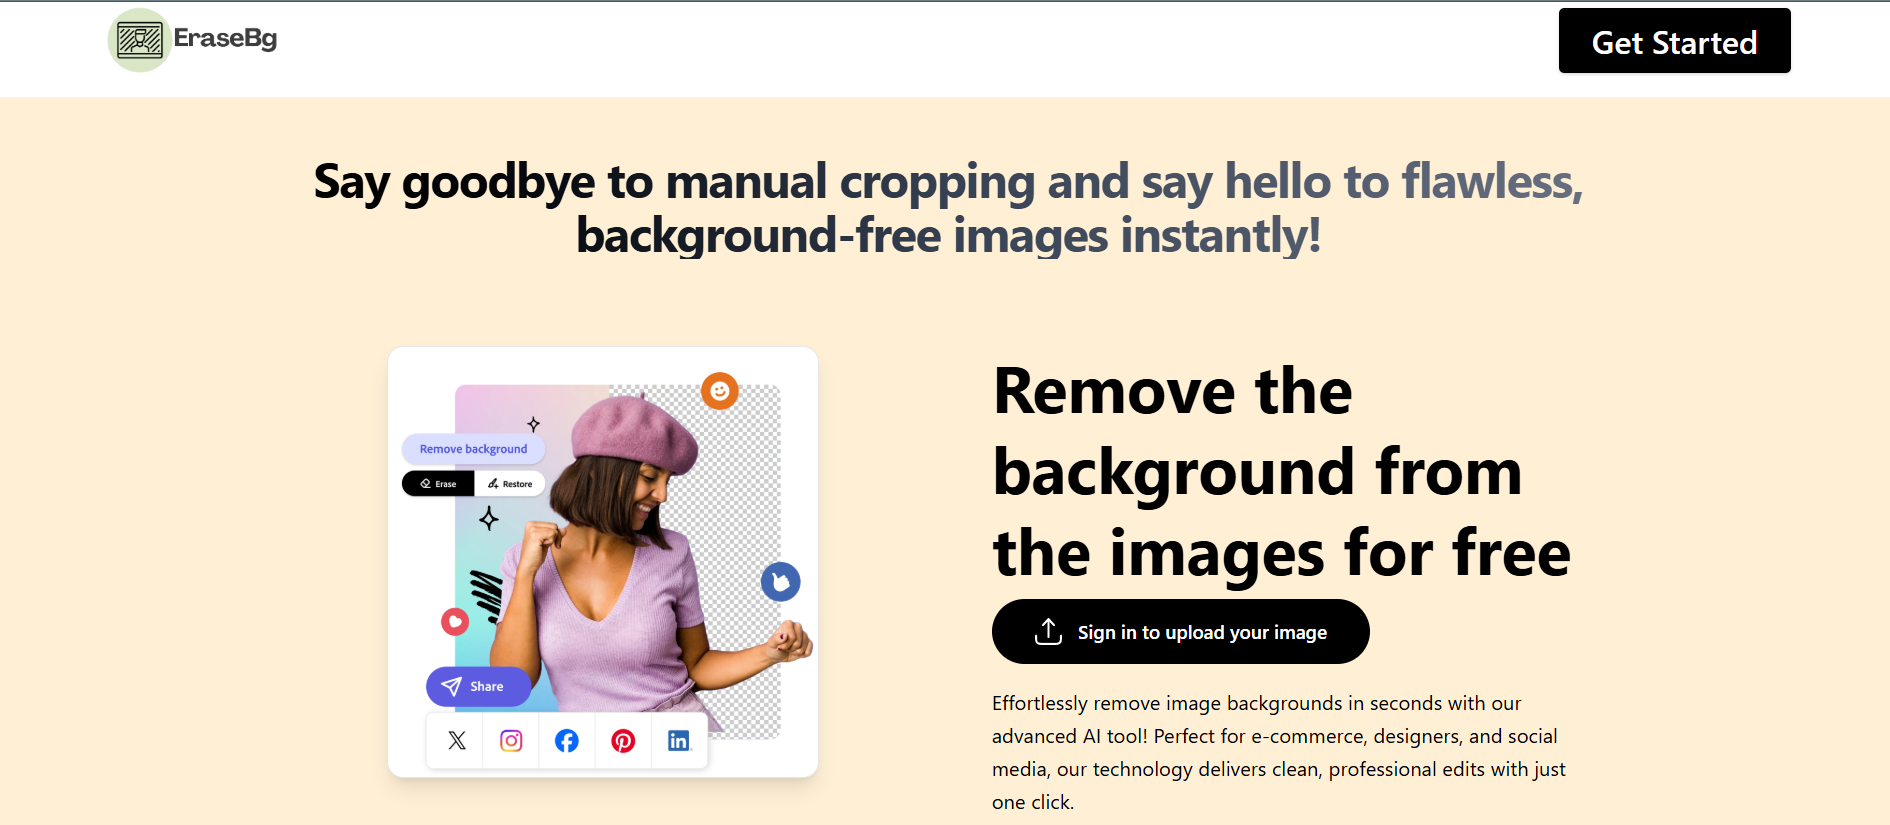 EraseBg
Get Started
Say goodbye to manual cropping and say hello to flawless,
background-free images instantly!
Remove background
Erase
Restore
Share
Remove the
background from
the images for free
Sign in to upload your image
Effortlessly remove image backgrounds in seconds with our
advanced AI tool! Perfect for e-commerce, designers, and social
media, our technology delivers clean, professional edits with just
one click.